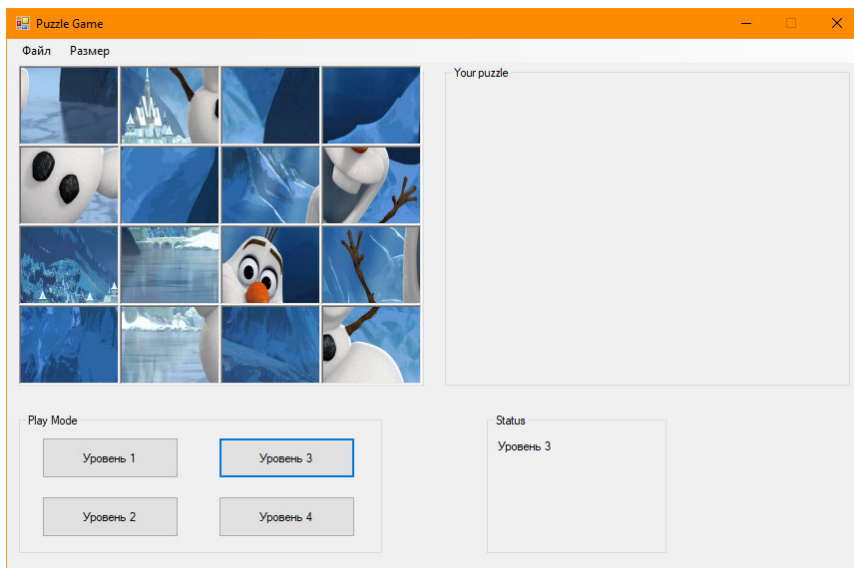 Puzzle Game
Файл Размер
Your puzzle
Play Mode
Уровень 1
Уровень 3
Уровень 2
Уровень 4
Status
Уровень 3